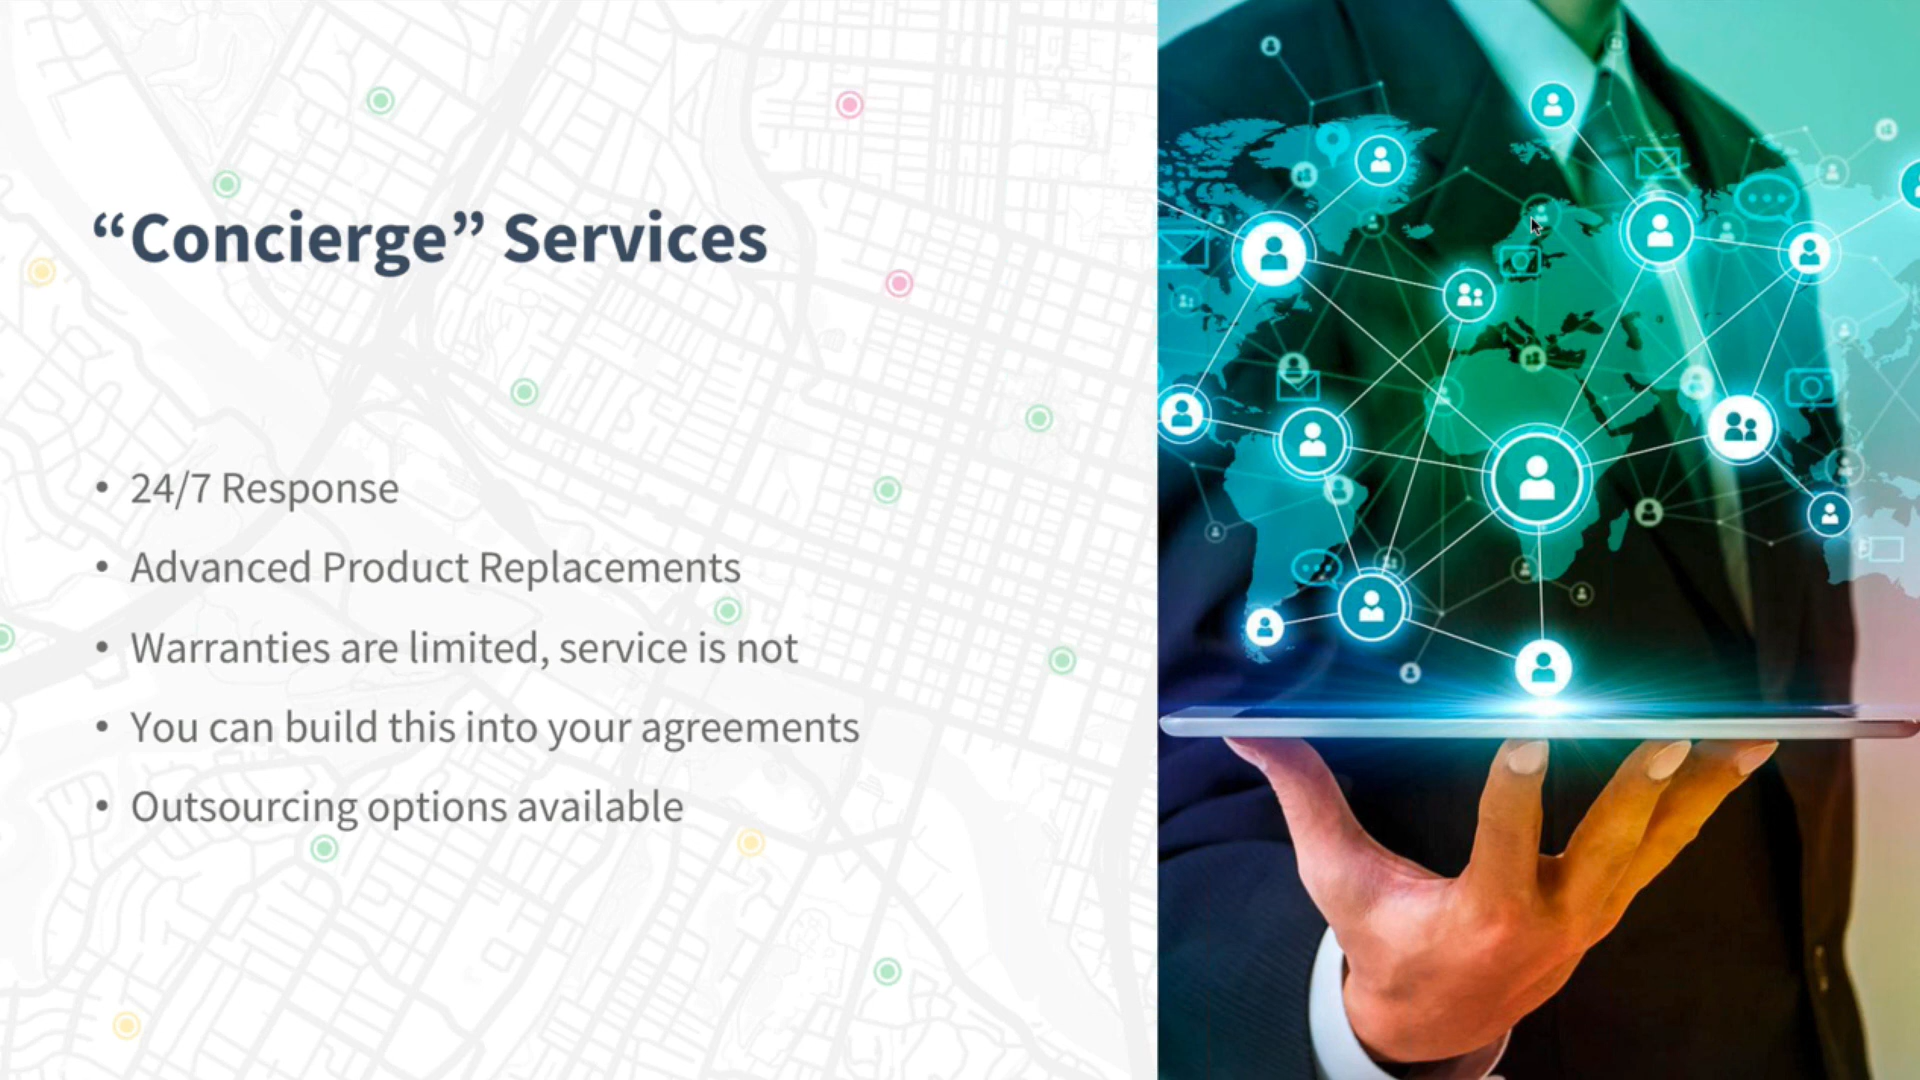 “Concierge” Services
• 24/7 Response
• Advanced Product Replacements
• Warranties are limited, service is not
• You can build this into your agreements
• Outsourcing options available